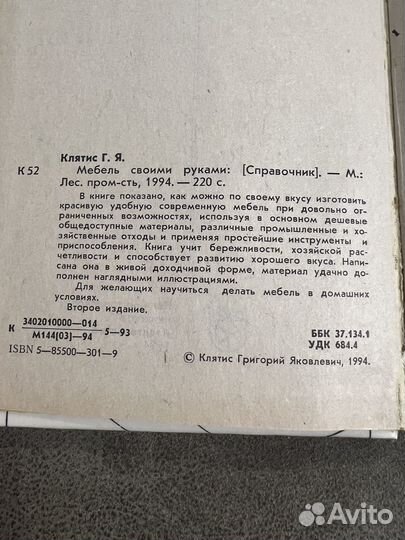 Клятис Г. Я.
К 52 Мебель своими руками: [Справочник]. — М.:
Лес. пром-сть, 1994. — 220 с.
В книге показано, как можно по своему вкусу изготовить
красивую удобную современную мебель при довольно ог-
раниченных возможностях, используя в основном дешевые
общедоступные материалы, различные промышленные и хо-
зяйственные отходы и применяя простейшие инструменты и
приспособления. Книга учит бережливости, хозяйской рас-
четливости и способствует развитию хорошего вкуса. Напи-
сана она в живой доходчивой форме, материал удачно до-
полнен наглядными иллюстрациями.
Для желающих научиться делать мебель в домашних
условиях.
Второе издание.
К 3402010000—014 5—93
М144(03)—94
ББК 37.134.1
УДК 684.4
ISBN 5—85500—301—9
© Клятис Григорий Яковлевич, 1994.
Avito